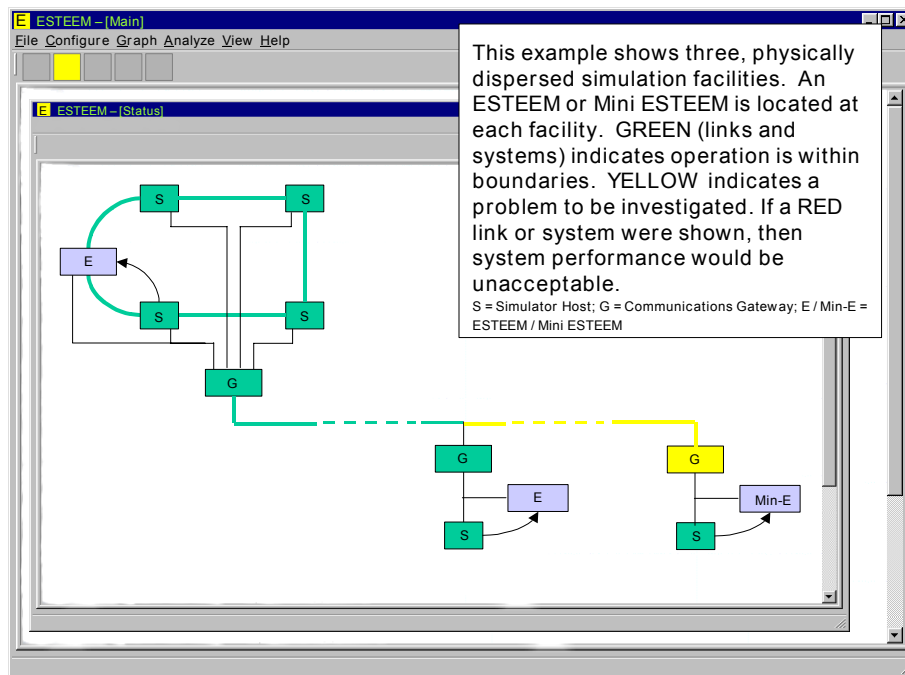 E ESTEEM – [Main]
File Configure Graph Analyze View Help
E ESTEEM – [Status]
This example shows three, physically
dispersed simulation facilities. An
ESTEEM or Mini ESTEEM is located at
each facility. GREEN (links and
systems) indicates operation is within
boundaries. YELLOW indicates a
problem to be investigated. If a RED
link or system were shown, then
system performance would be
unacceptable.
S = Simulator Host; G = Communications Gateway; E / Min-E =
ESTEEM / Mini ESTEEM
S S
E
S S
G
G G
E Min-E
S S